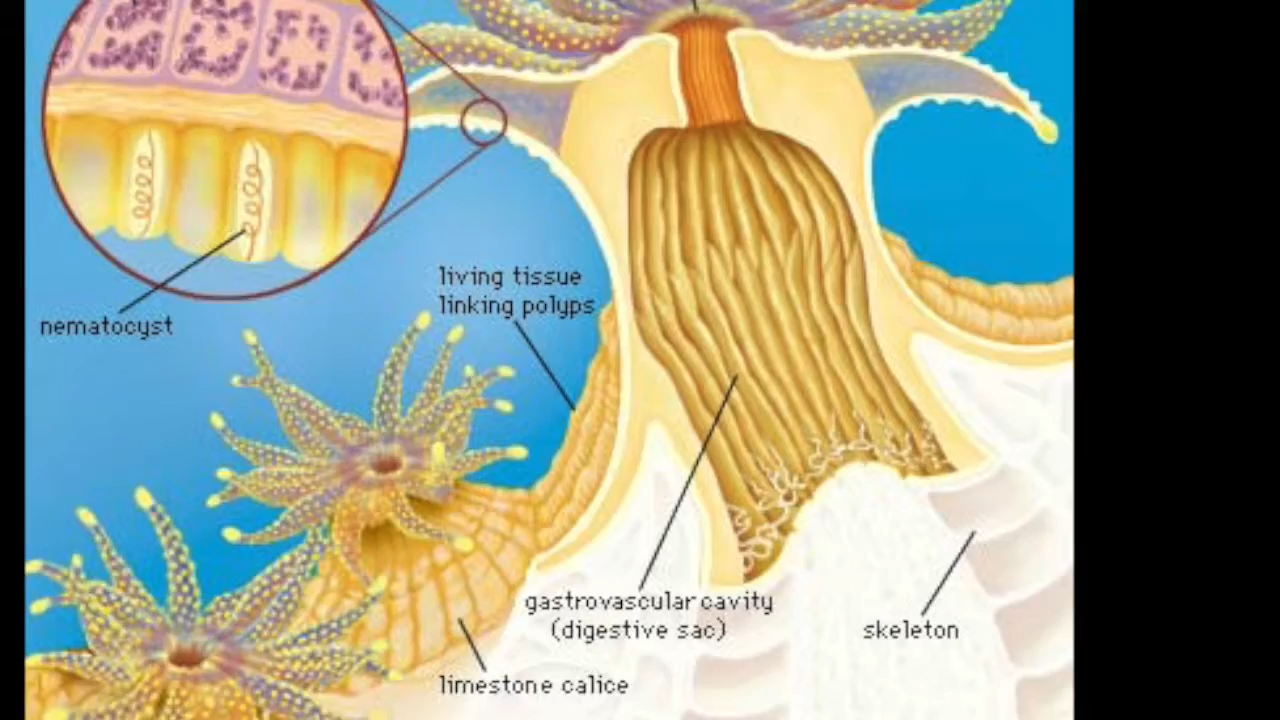 living tissue
linking polyps
nematocyst
gastrovascular cavity
(digestive sac)
skeleton
limestone calice